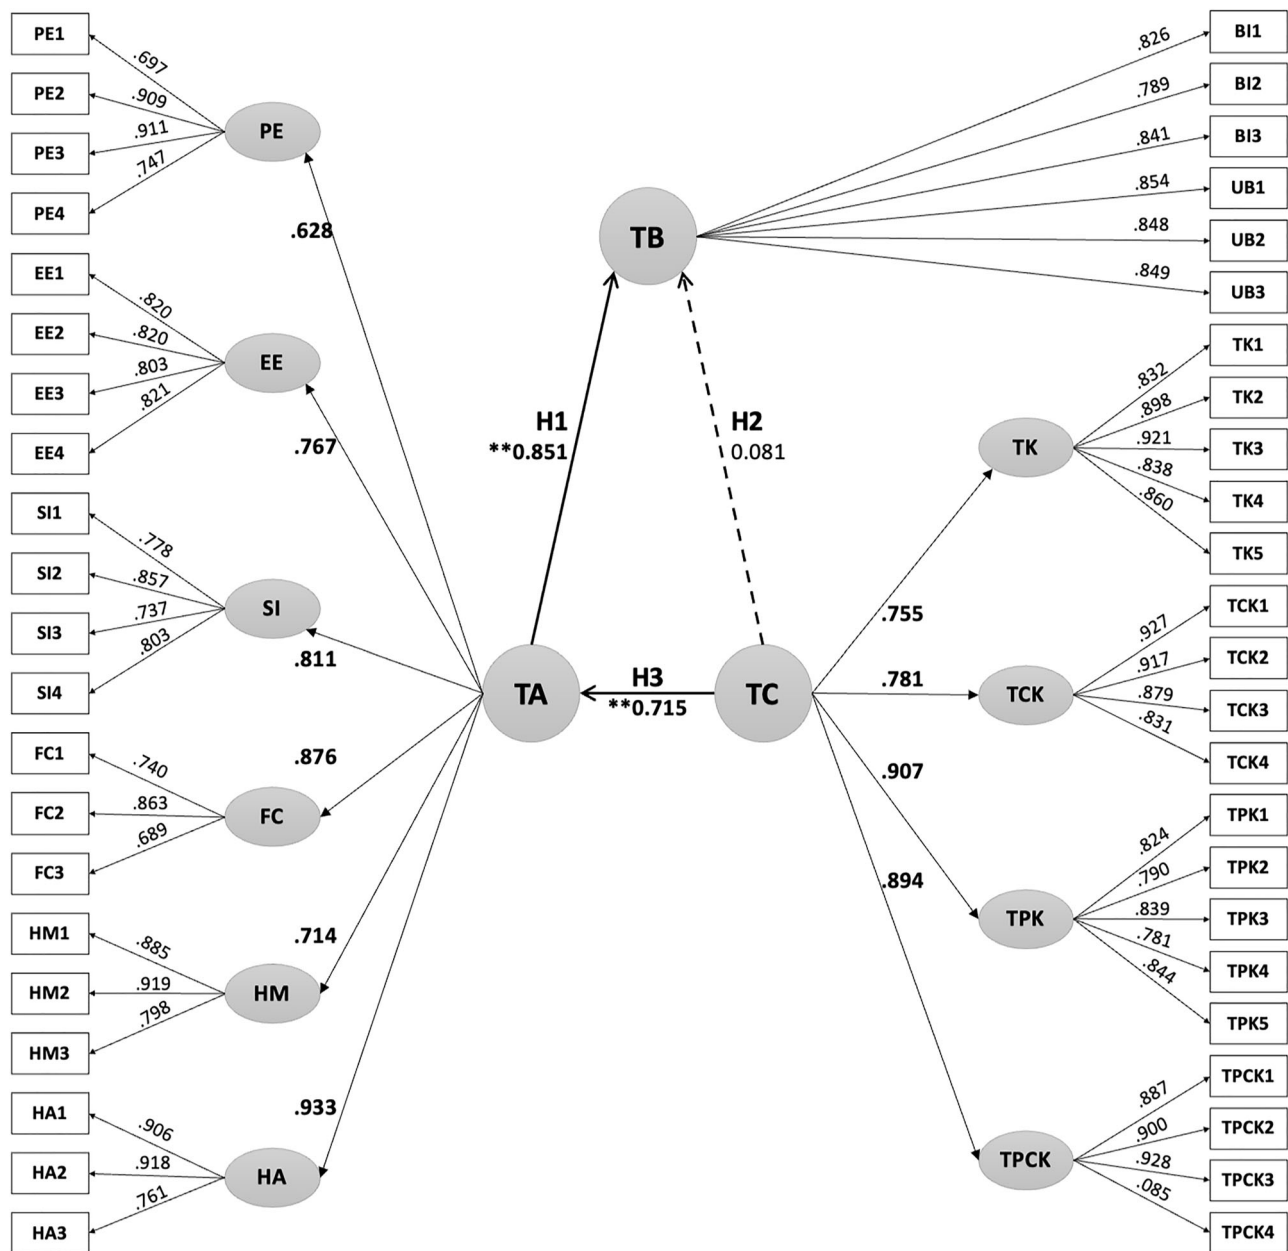 PE1
.697
PE2
.909
PE3
.911
PE4
.747
PE
.628
EE1
.820
EE2
.820
EE3
.803
EE4
.821
EE
.767
SI1
.778
SI2
.857
SI3
.737
SI4
.803
SI
.811
FC1
.740
FC2
.863
FC3
.689
FC
.876
HM1
.885
HM2
.919
HM3
.798
HM
.714
HA1
.906
HA2
.918
HA3
.761
HA
.933
TB
H1
**0.851
H2
0.081
TA
H3
**0.715
TC
.826
BI1
.789
BI2
.841
BI3
.854
UB1
.848
UB2
.849
UB3
.755
TK
.832
TK1
.898
TK2
.921
TK3
.838
TK4
.860
TK5
.781
TCK
.927
TCK1
.917
TCK2
.879
TCK3
.831
TCK4
.907
TPK
.824
TPK1
.790
TPK2
.839
TPK3
.781
TPK4
.844
TPK5
.894
TPCK
.887
TPCK1
.900
TPCK2
.928
TPCK3
.085
TPCK4